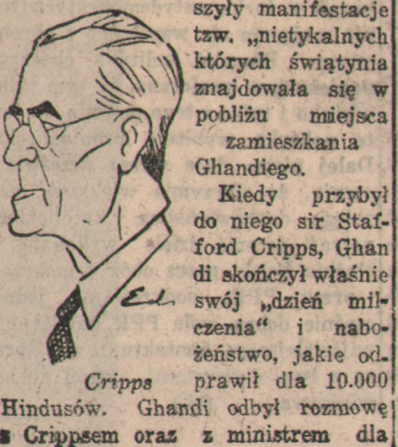 szyły manifestacje
tzw. „nietykalnych
których świątynia
znajdowała się w
pobliżu miejsca
zamieszkania
Ghandiego.
Kiedy przybył
do niego sir Staf-
ford Cripps, Ghan
di skończył właśnie
swój „dzień mil-
czenia“ i nabo-
żeństwo, jakie od-
prawił dla 10.000
Hindusów. Ghandi odbył rozmowę
s Crippsem oraz z ministrem dla
Ed.
Cripps